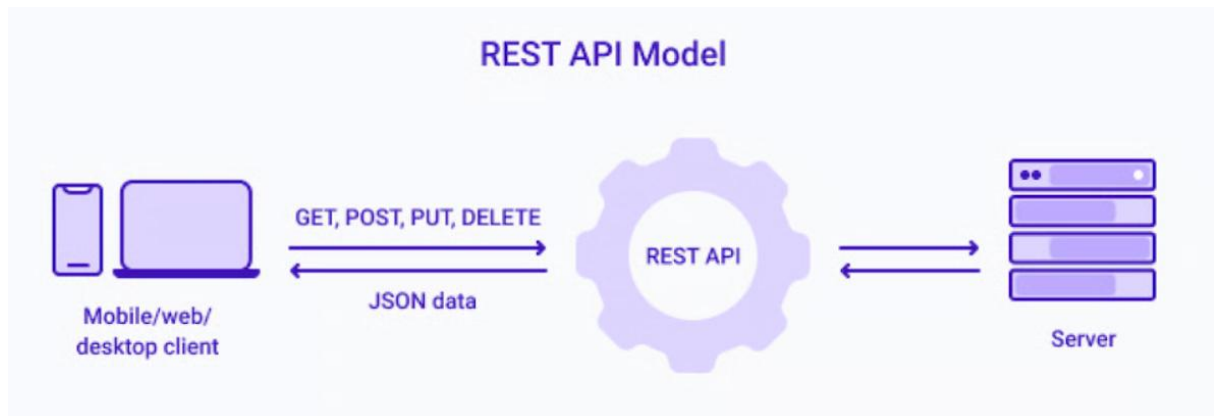 REST API Model
GET, POST, PUT, DELETE
REST API
JSON data
Mobile/web/
desktop client
Server